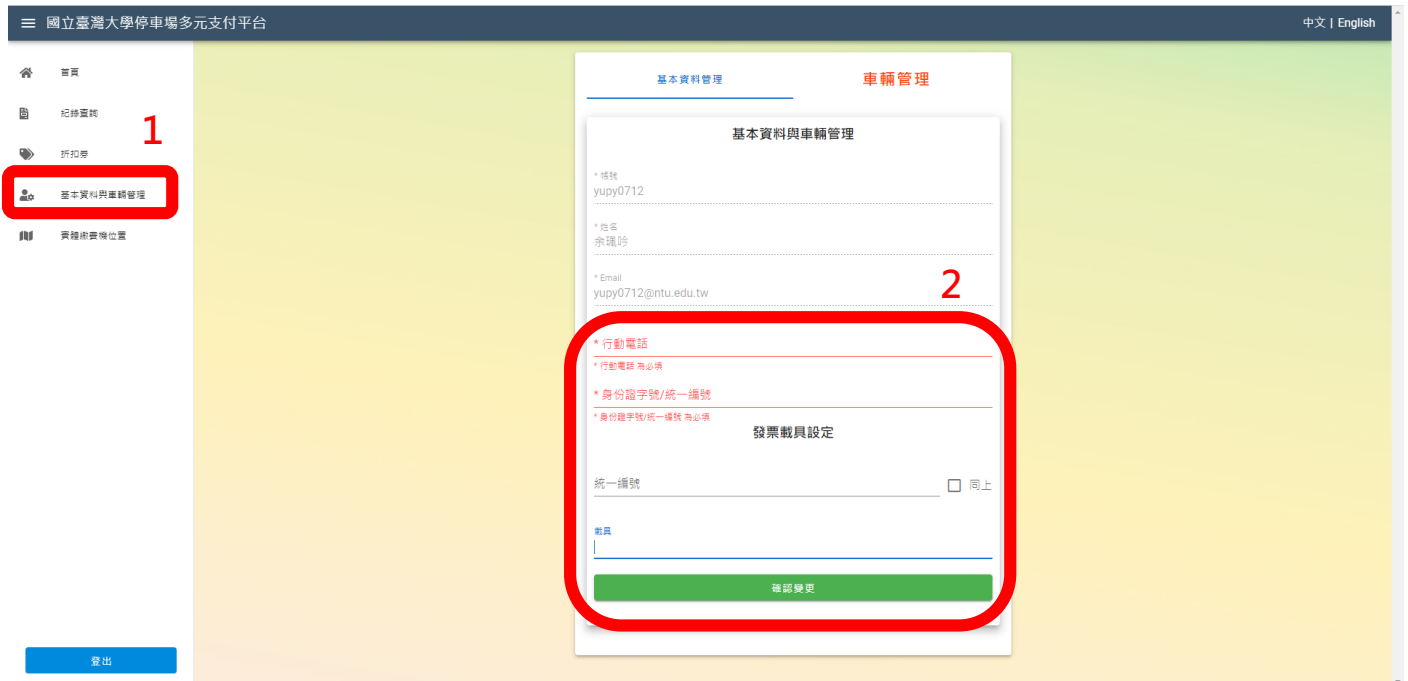 國立臺灣大學停車場多元支付平台
中文 | English
首頁
紀錄查詢
折扣券
基本資料與車輛管理
實體繳費機位置
登出
1
基本資料管理
車輛管理
基本資料與車輛管理
* 帳號
yupy0712
* 姓名
余珮吟
* Email
yupy0712@ntu.edu.tw
2
* 行動電話
* 行動電話 為必填
* 身份證字號/統一編號
* 身份證字號/統一編號 為必填
發票載具設定
統一編號
同上
載具
確認變更